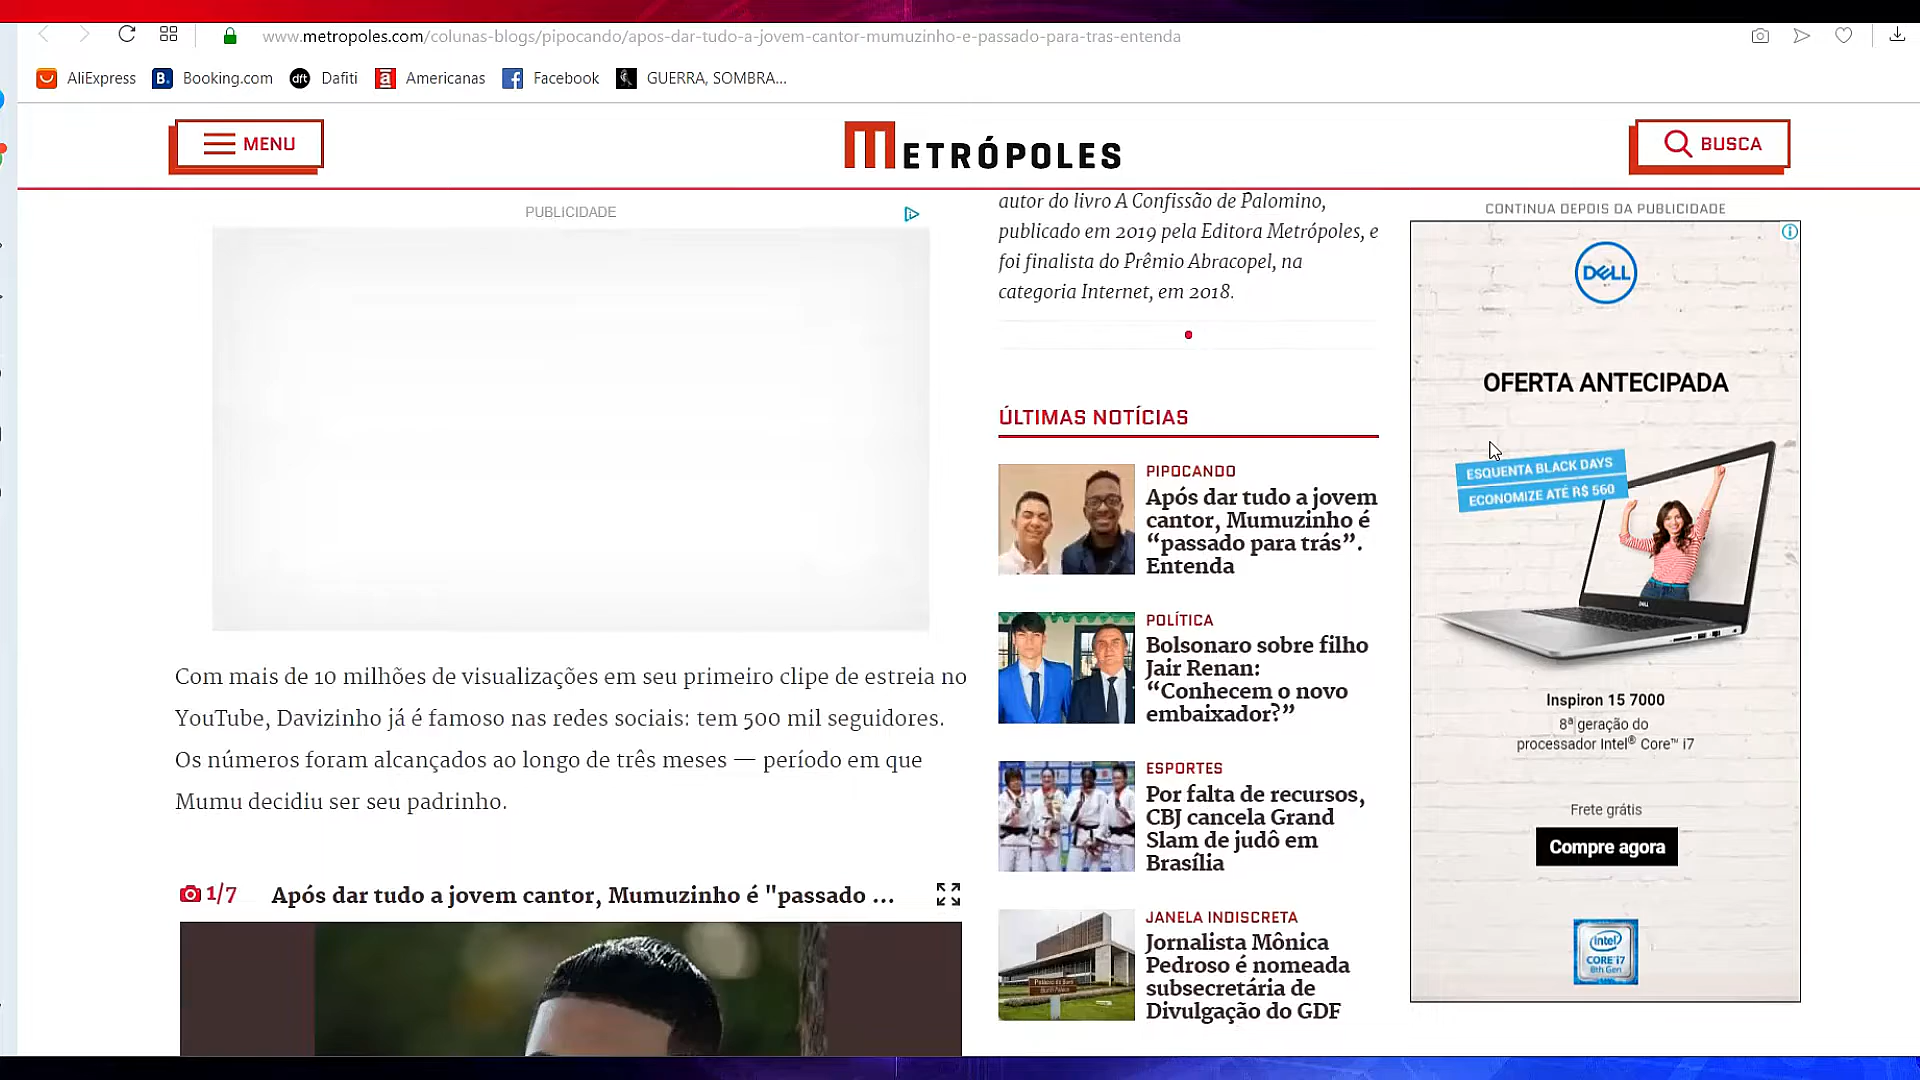 www.metropoles.com/colunas-blogs/pipocando/apos-dar-tudo-a-jovem-cantor-mumuzinho-e-passado-para-tras-entenda
AliExpress
B.
Booking.com
dft
Dafiti
a
Americanas
Facebook
GUERRA, SOMBRA...
MENU
METRÓPOLES
BUSCA
PUBLICIDADE
Com mais de 10 milhões de visualizações em seu primeiro clipe de estreia no
YouTube, Davizinho já é famoso nas redes sociais: tem 500 mil seguidores.
Os números foram alcançados ao longo de três meses — período em que
Mumu decidiu ser seu padrinho.
1/7
Após dar tudo a jovem cantor, Mumuzinho é "passado ...
autor do livro A Confissão de Palomino,
publicado em 2019 pela Editora Metrópoles, e
foi finalista do Prêmio Abracopel, na
categoria Internet, em 2018.
ÚLTIMAS NOTÍCIAS
PIPOCANDO
Após dar tudo a jovem
cantor, Mumuzinho é
“passado para trás”.
Entenda
POLÍTICA
Bolsonaro sobre filho
Jair Renan:
“Conhecem o novo
embaixador?”
ESPORTES
Por falta de recursos,
CBJ cancela Grand
Slam de judô em
Brasília
JANELA INDISCRETA
Jornalista Mônica
Pedroso é nomeada
subsecretária de
Divulgação do GDF
CONTINUA DEPOIS DA PUBLICIDADE
DELL
OFERTA ANTECIPADA
ESQUENTA BLACK DAYS
ECONOMIZE ATÉ R$ 560
DELL
Inspiron 15 7000
8ª geração do
processador Intel® Core™ i7
Frete grátis
Compre agora
intel
CORE i7
8th Gen